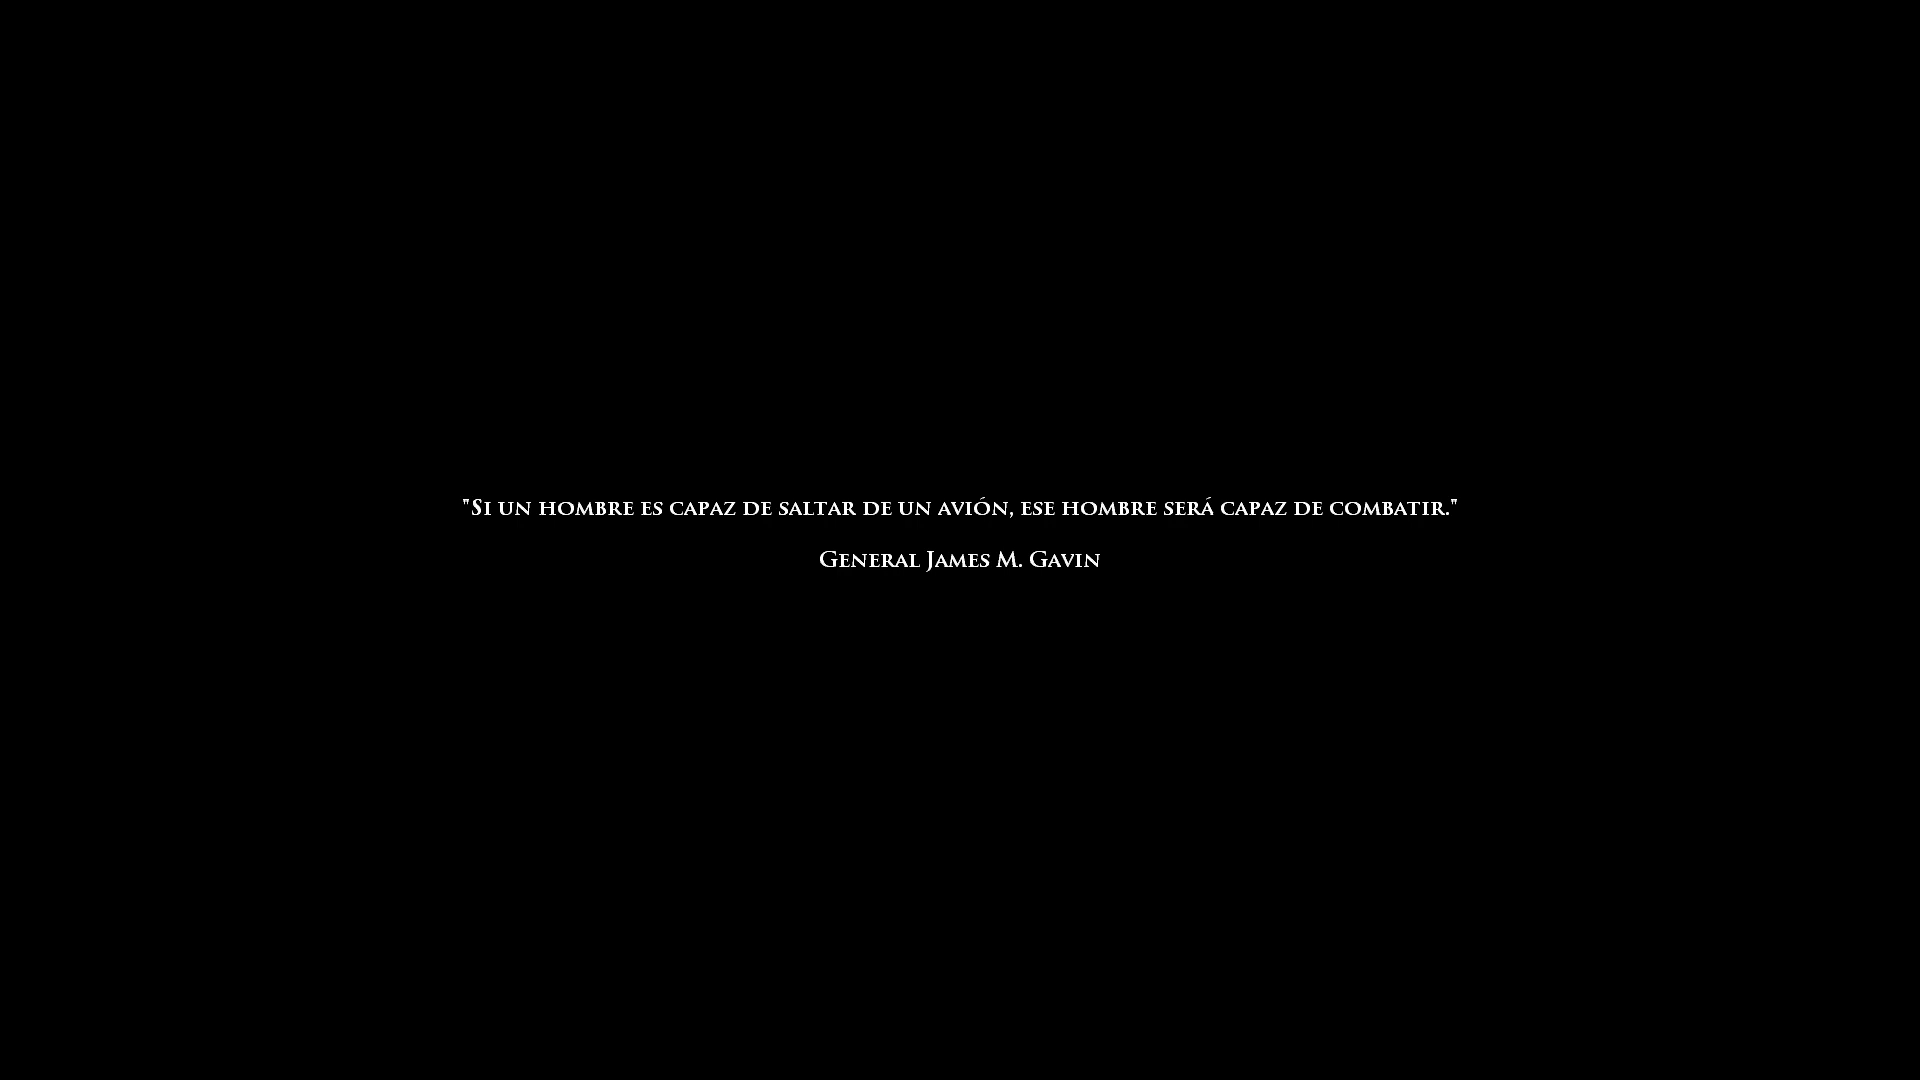 "Si un hombre es capaz de saltar de un avión, ese hombre será capaz de combatir."
General James M. Gavin